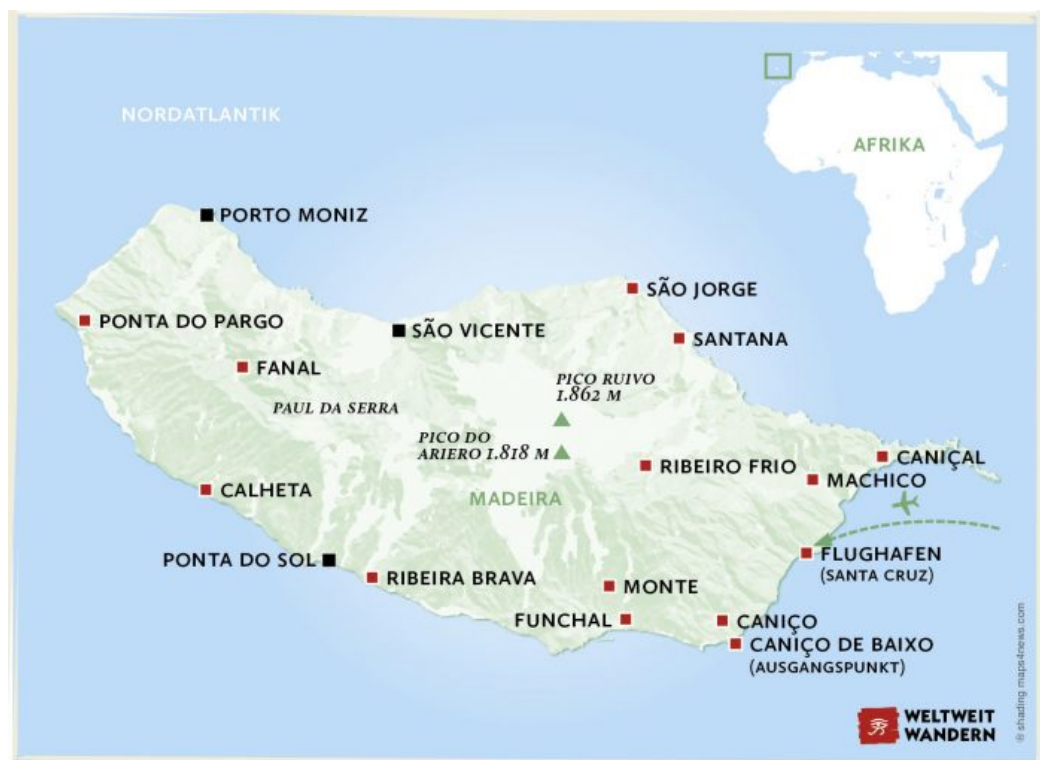 NORDATLANTIK
AFRIKA
PORTO MONIZ
SÃO JORGE
PONTA DO PARGO
SÃO VICENTE
SANTANA
FANAL
PICO RUIVO
1.862 M
PAUL DA SERRA
PICO DO
ARIERO 1.818 M
RIBEIRO FRIO
CANIÇAL
MACHICO
CALHETA
MADEIRA
PONTA DO SOL
FLUGHAFEN
(SANTA CRUZ)
RIBEIRA BRAVA
MONTE
FUNCHAL
CANIÇO
CANIÇO DE BAIXO
(AUSGANGSPUNKT)
WELTWEIT
WANDERN
© shading maps4news.com